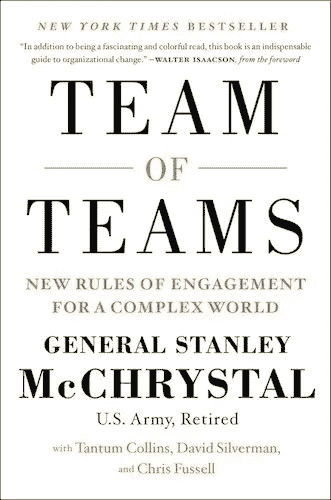 NEW YORK TIMES BESTSELLER
"In addition to being a fascinating and colorful read, this book is an indispensable
guide to organizational change." —WALTER ISAACSON, from the foreword
TEAM
OF
TEAMS
NEW RULES OF ENGAGEMENT
FOR A COMPLEX WORLD
GENERAL STANLEY
McCHRYSTAL
U.S. Army, Retired
with Tantum Collins, David Silverman,
and Chris Fussell